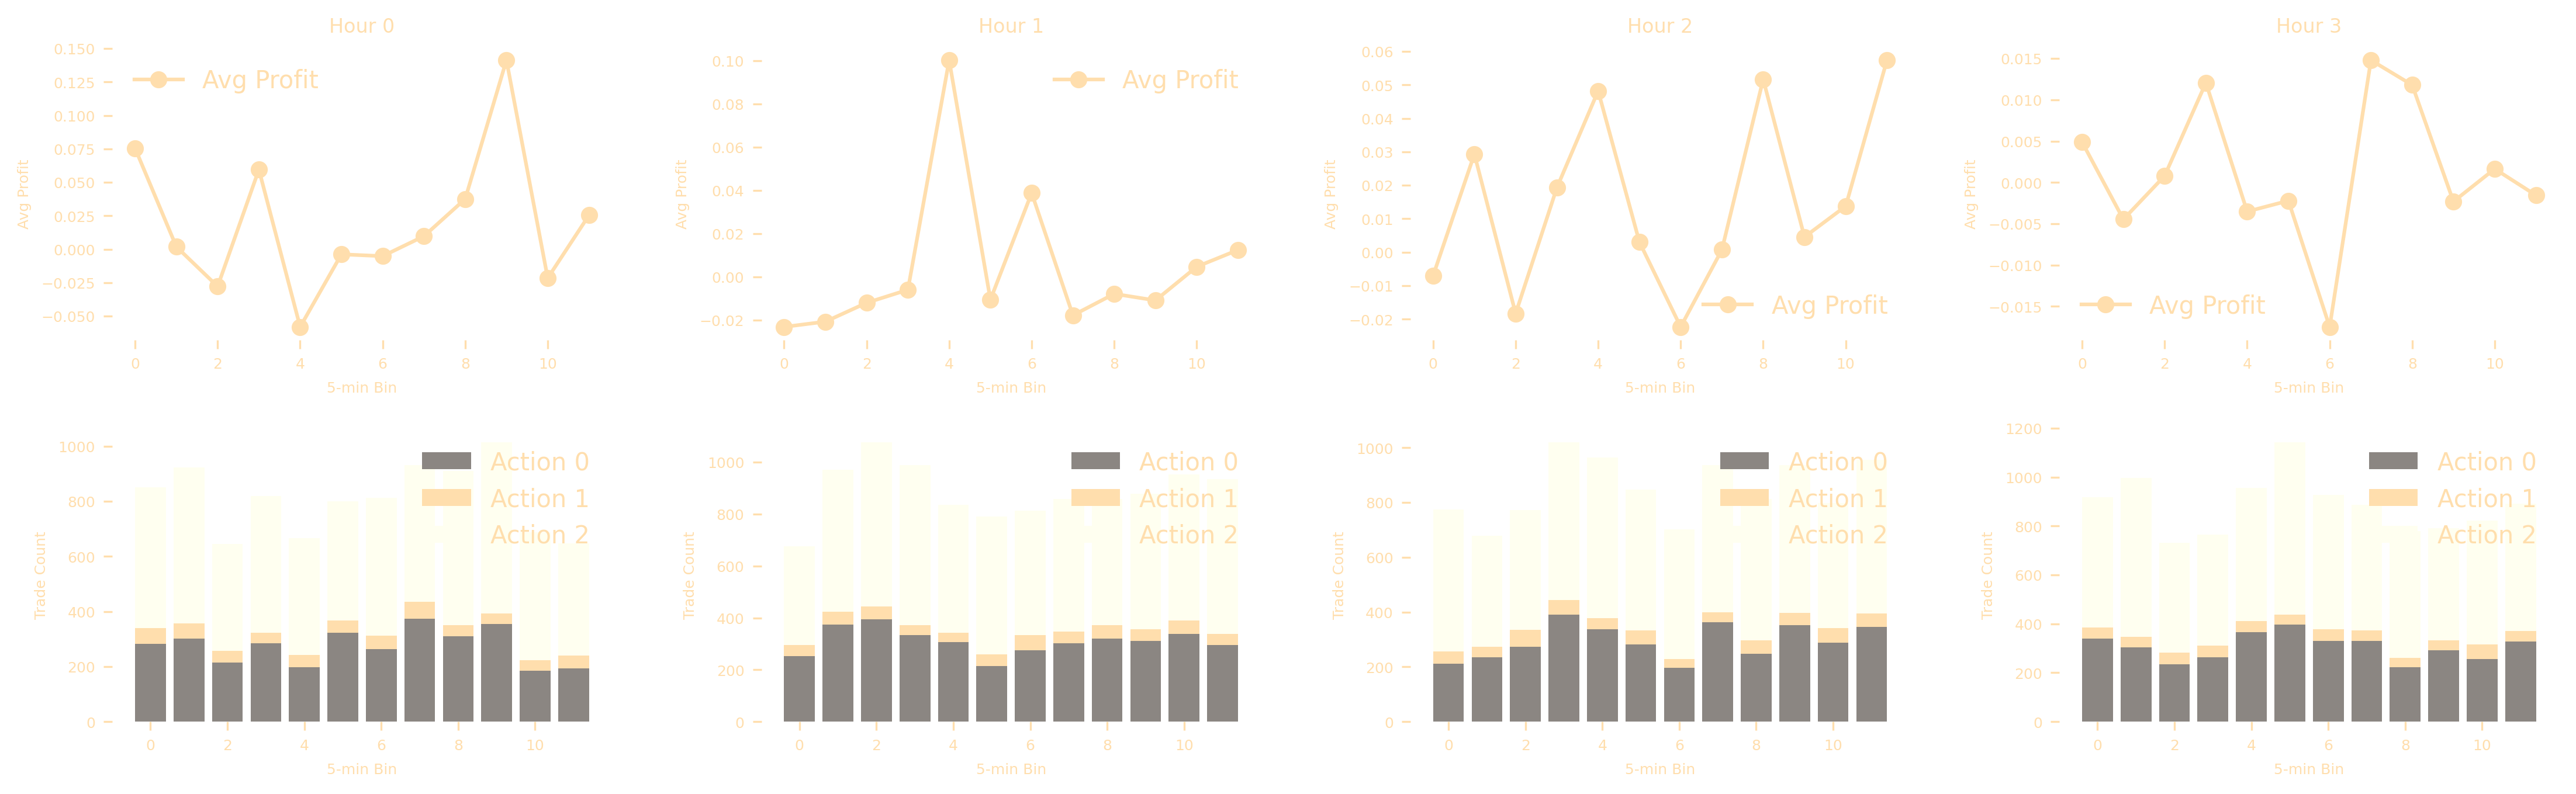 Hour 0
0.150
0.125
0.100
0.075
0.050
0.025
0.000
−0.025
−0.050
Avg Profit
Avg Profit
0 2 4 6 8 10
5-min Bin
Hour 1
0.10
0.08
0.06
0.04
0.02
0.00
−0.02
Avg Profit
Avg Profit
0 2 4 6 8 10
5-min Bin
Hour 2
0.06
0.05
0.04
0.03
0.02
0.01
0.00
−0.01
−0.02
Avg Profit
Avg Profit
0 2 4 6 8 10
5-min Bin
Hour 3
0.015
0.010
0.005
0.000
−0.005
−0.010
−0.015
Avg Profit
Avg Profit
0 2 4 6 8 10
5-min Bin
1000
800
600
400
200
0
Trade Count
Action 0
Action 1
Action 2
0 2 4 6 8 10
5-min Bin
1000
800
600
400
200
0
Trade Count
Action 0
Action 1
Action 2
0 2 4 6 8 10
5-min Bin
1000
800
600
400
200
0
Trade Count
Action 0
Action 1
Action 2
0 2 4 6 8 10
5-min Bin
1200
1000
800
600
400
200
0
Trade Count
Action 0
Action 1
Action 2
0 2 4 6 8 10
5-min Bin